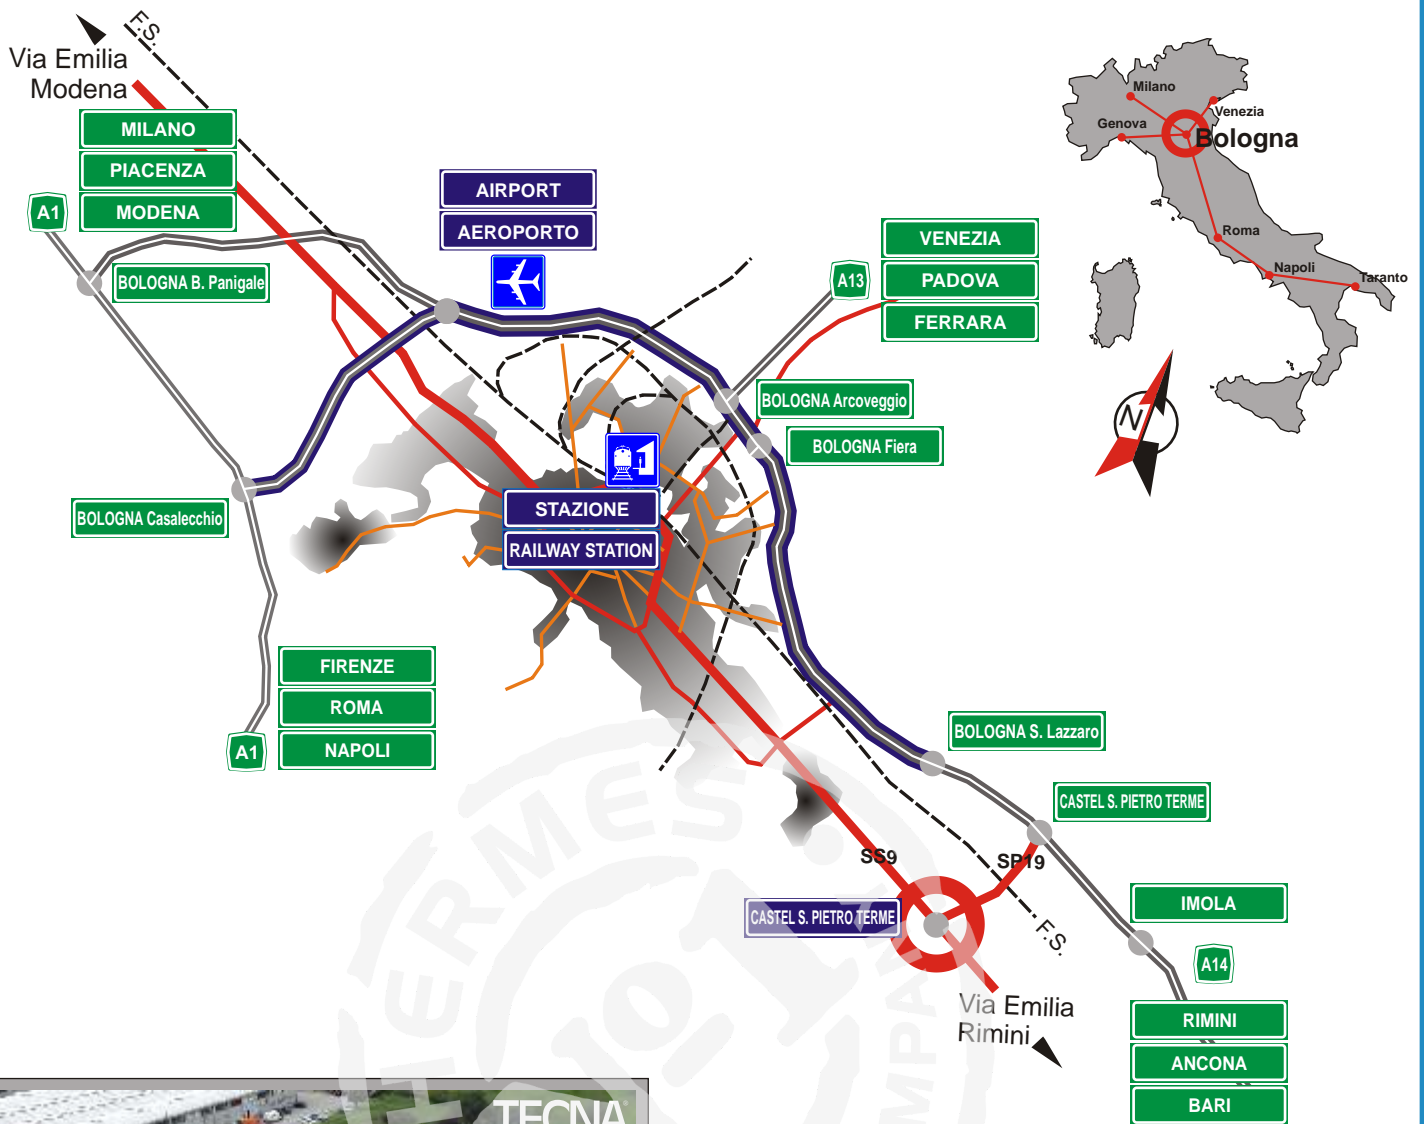 F.S.
Via Emilia
Modena
MILANO
PIACENZA
MODENA
A1
BOLOGNA B. Panigale
AIRPORT
AEROPORTO
VENEZIA
PADOVA
FERRARA
A13
Milano
Venezia
Genova
Bologna
Roma
Napoli
Taranto
N
BOLOGNA Arcoveggio
BOLOGNA Fiera
BOLOGNA Casalecchio
STAZIONE
RAILWAY STATION
FIRENZE
ROMA
NAPOLI
A1
BOLOGNA S. Lazzaro
CASTEL S. PIETRO TERME
SS9
SP19
CASTEL S. PIETRO TERME
F.S.
IMOLA
A14
Via Emilia
Rimini
RIMINI
ANCONA
BARI
HERMES
No1
TECNA